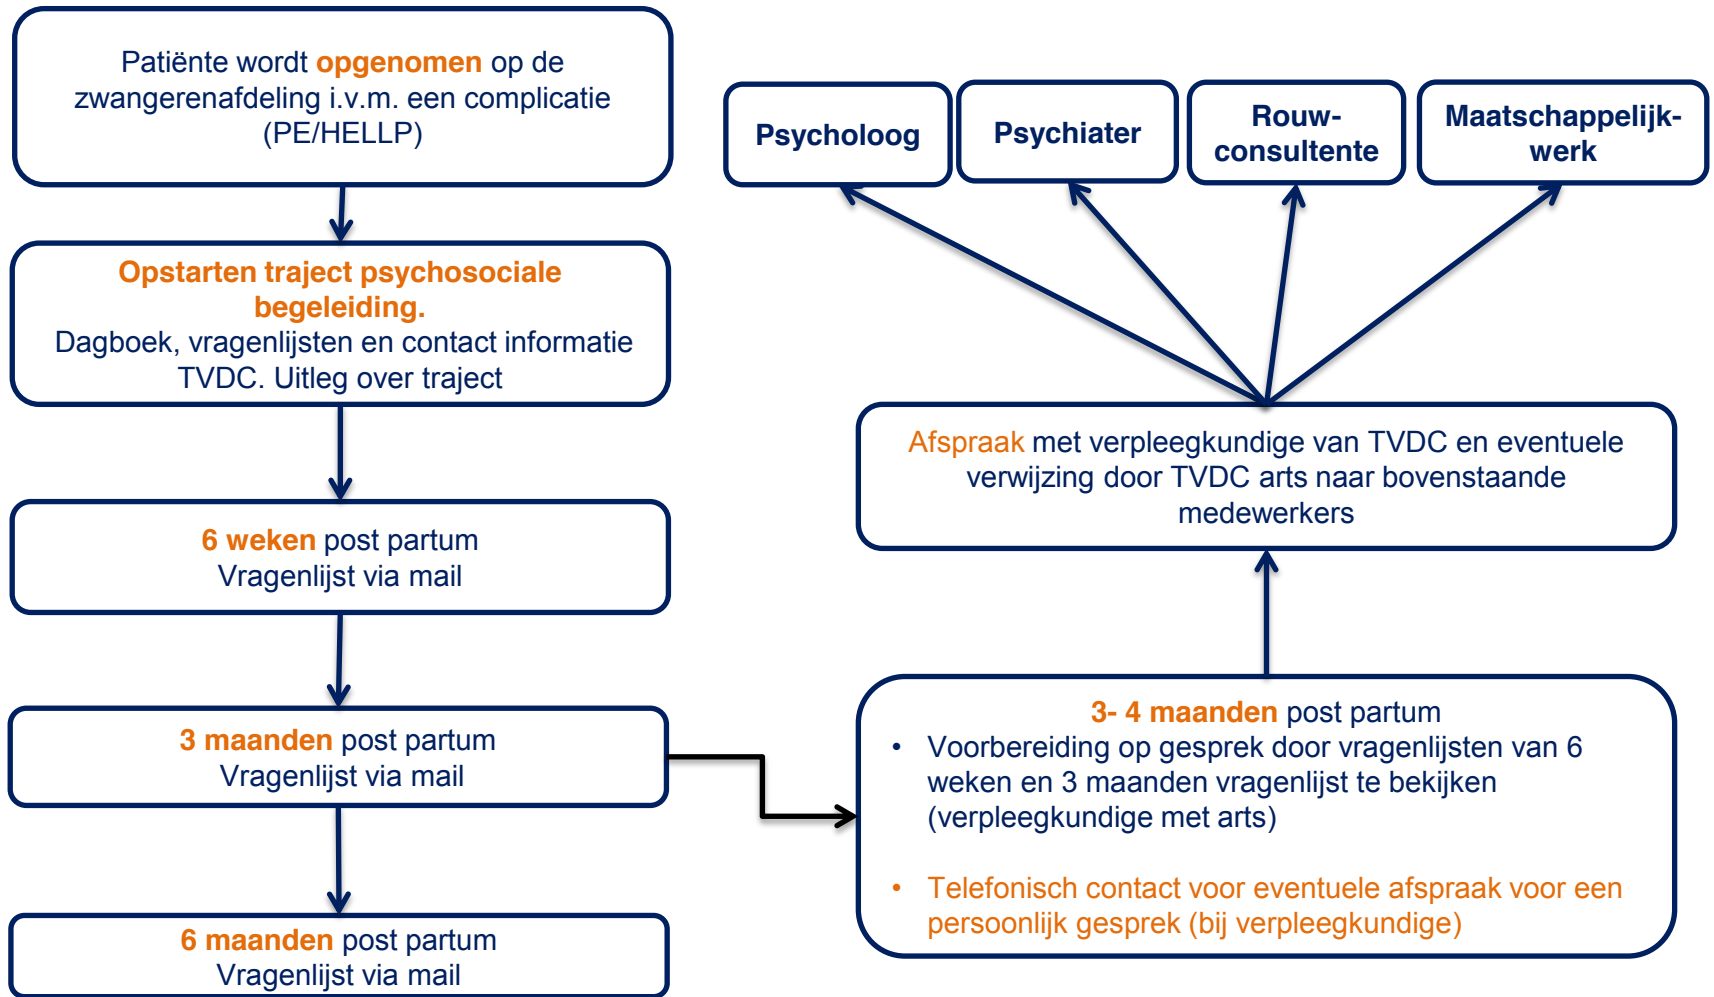 Patiënte wordt opgenomen op de
zwangerenafdeling i.v.m. een complicatie
(PE/HELLP)
Opstarten traject psychosociale
begeleiding.
Dagboek, vragenlijsten en contact informatie
TVDC. Uitleg over traject
6 weken post partum
Vragenlijst via mail
3 maanden post partum
Vragenlijst via mail
6 maanden post partum
Vragenlijst via mail
Psycholoog
Psychiater
Rouw-
consultente
Maatschappelijk-
werk
Afspraak met verpleegkundige van TVDC en eventuele
verwijzing door TVDC arts naar bovenstaande
medewerkers
3- 4 maanden post partum
• Voorbereiding op gesprek door vragenlijsten van 6
weken en 3 maanden vragenlijst te bekijken
(verpleegkundige met arts)
• Telefonisch contact voor eventuele afspraak voor een
persoonlijk gesprek (bij verpleegkundige)